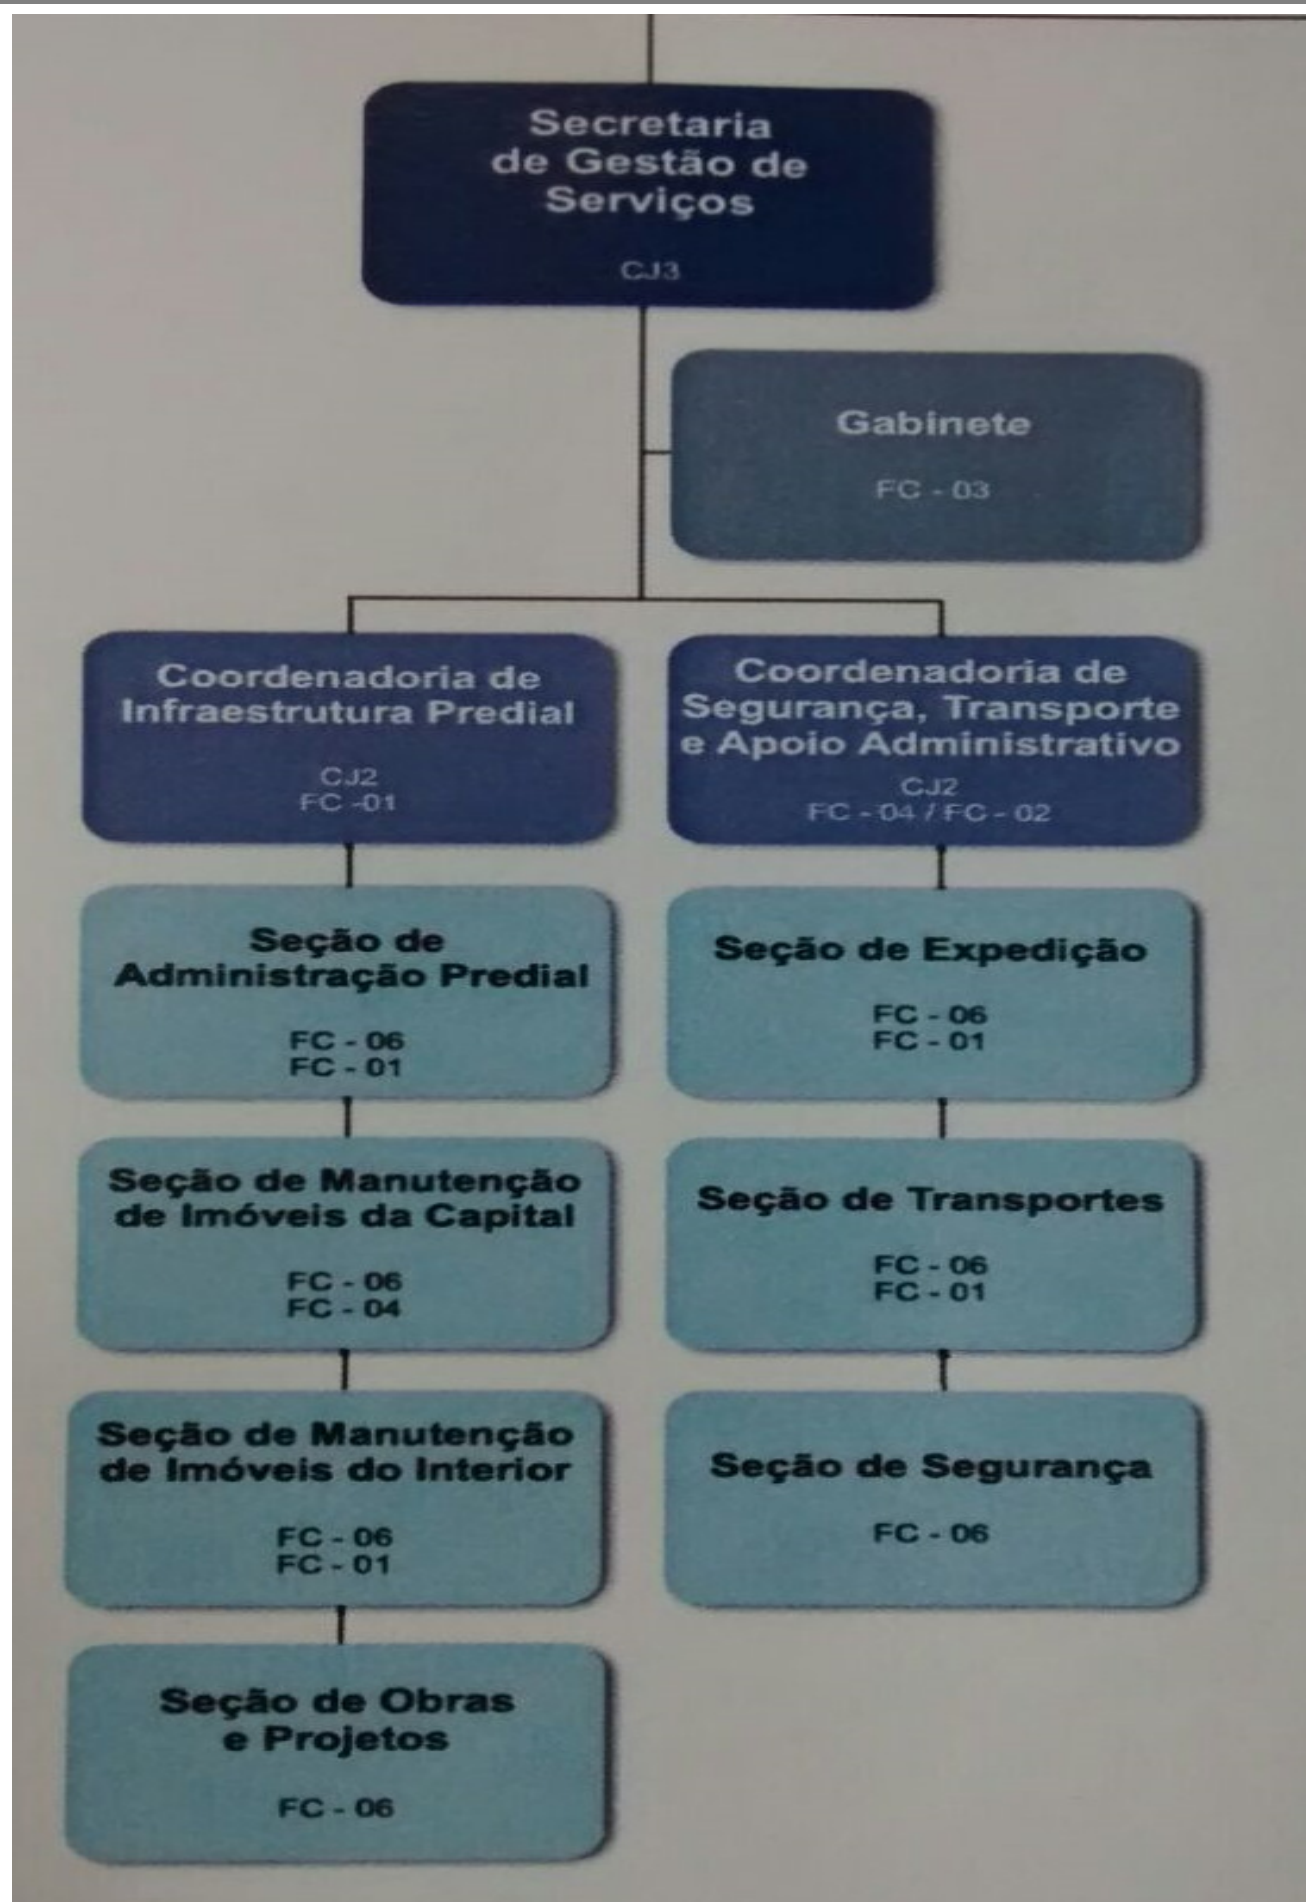 Secretaria
de Gestão de
Serviços
CJ3
Gabinete
FC - 03
Coordenadoria de
Infraestrutura Predial
CJ2
FC -01
Seção de
Administração Predial
FC - 06
FC - 01
Seção de Manutenção
de Imóveis da Capital
FC - 06
FC - 04
Seção de Manutenção
de Imóveis do Interior
FC - 06
FC - 01
Seção de Obras
e Projetos
FC - 06
Coordenadoria de
Segurança, Transporte
e Apoio Administrativo
CJ2
FC - 04 / FC - 02
Seção de Expedição
FC - 06
FC - 01
Seção de Transportes
FC - 06
FC - 01
Seção de Segurança
FC - 06